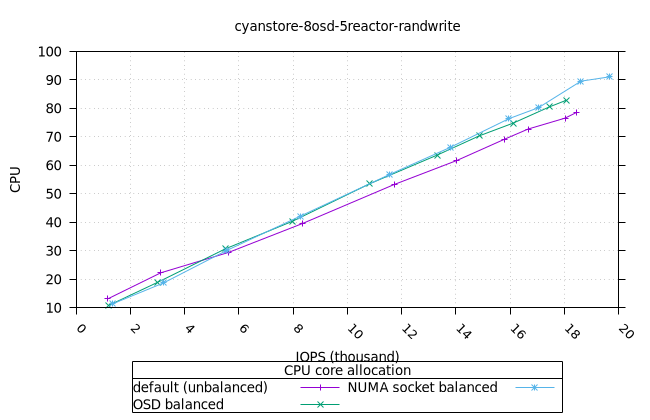 cyanstore-8osd-5reactor-randwrite
100
90
80
70
60
50
40
30
20
10
CPU
0 2 4 6 8 10 12 14 16 18 20
IOPS (thousand)
CPU core allocation
default (unbalanced) NUMA socket balanced
OSD balanced